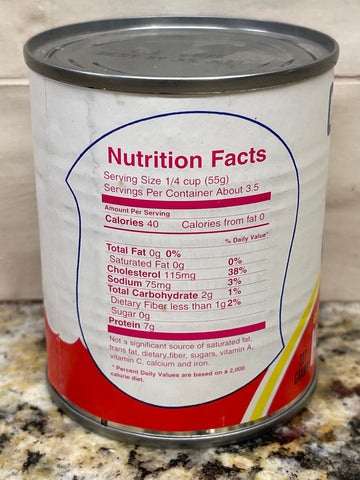 Nutrition Facts
Serving Size 1/4 cup (55g)
Servings Per Container About 3.5
Amount Per Serving
Calories 40 Calories from fat 0
% Daily Value*
Total Fat 0g 0%
Saturated Fat 0g 0%
Cholesterol 115mg 38%
Sodium 75mg 3%
Total Carbohydrate 2g 1%
Dietary Fiber less than 1g 2%
Sugar 0g
Protein 7g
Not a significant source of saturated fat,
trans fat, dietary fiber, sugars, vitamin A,
vitamin C, calcium and iron.
* Percent Daily Values are based on a 2,000
calorie diet.